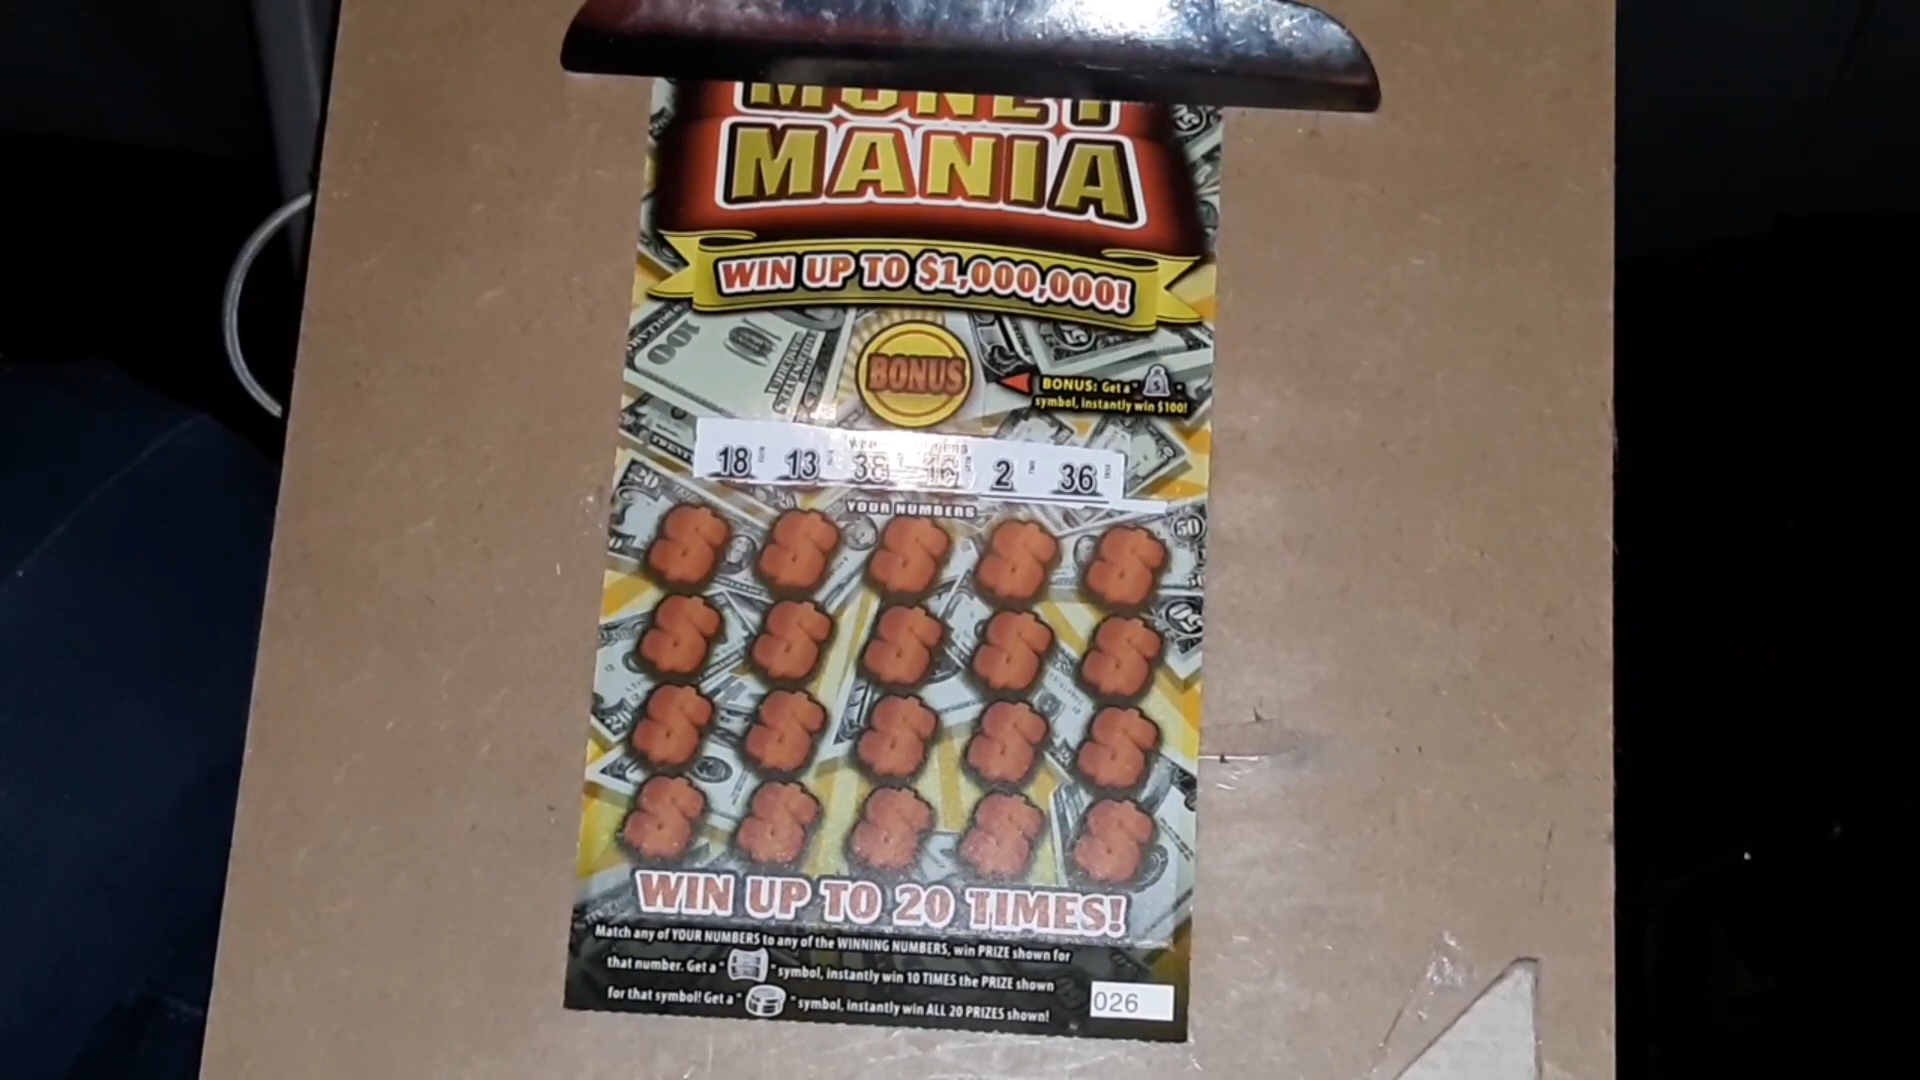 MONEY
MANIA
WIN UP TO $1,000,000!
BONUS
BONUS: Get a " $ "
symbol, instantly win $100!
18 13 38 16 2 36
YOUR NUMBERS
WIN UP TO 20 TIMES!
Match any of YOUR NUMBERS to any of the WINNING NUMBERS, win PRIZE shown for
that number. Get a " " symbol, instantly win 10 TIMES the PRIZE shown
for that symbol! Get a " " symbol, instantly win ALL 20 PRIZES shown!
026